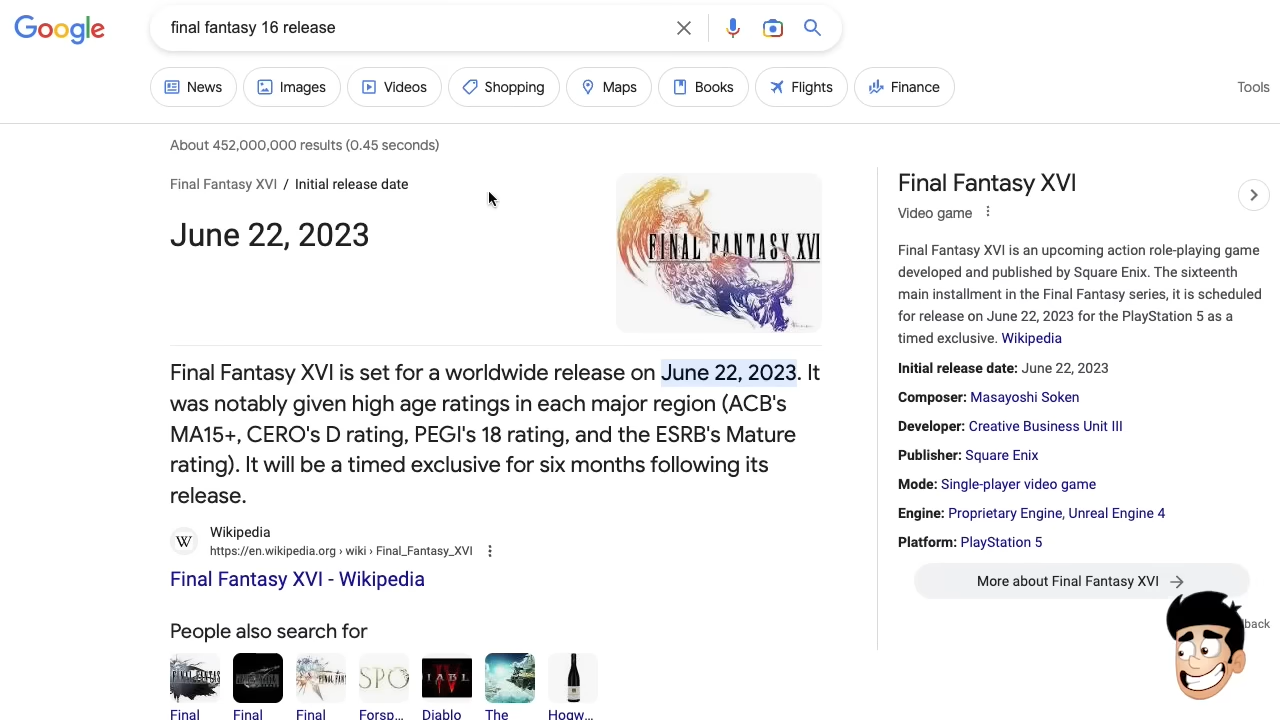 Google
final fantasy 16 release
News
Images
Videos
Shopping
Maps
Books
Flights
Finance
Tools
About 452,000,000 results (0.45 seconds)
Final Fantasy XVI / Initial release date
June 22, 2023
FINAL FANTASY XVI
Final Fantasy XVI is set for a worldwide release on June 22, 2023. It
was notably given high age ratings in each major region (ACB's
MA15+, CERO's D rating, PEGI's 18 rating, and the ESRB's Mature
rating). It will be a timed exclusive for six months following its
release.
W
Wikipedia
https://en.wikipedia.org › wiki › Final_Fantasy_XVI
Final Fantasy XVI - Wikipedia
People also search for
Final
Final
Final
Forsp...
Diablo
The
Hogw...
Final Fantasy XVI
Video game
Final Fantasy XVI is an upcoming action role-playing game
developed and published by Square Enix. The sixteenth
main installment in the Final Fantasy series, it is scheduled
for release on June 22, 2023 for the PlayStation 5 as a
timed exclusive. Wikipedia
Initial release date: June 22, 2023
Composer: Masayoshi Soken
Developer: Creative Business Unit III
Publisher: Square Enix
Mode: Single-player video game
Engine: Proprietary Engine, Unreal Engine 4
Platform: PlayStation 5
More about Final Fantasy XVI